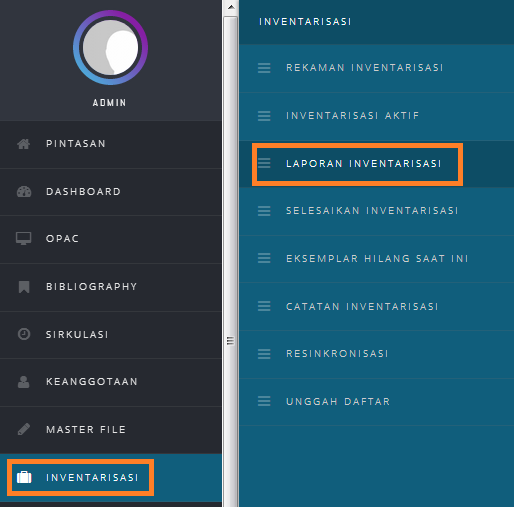 ADMIN
PINTASAN
DASHBOARD
OPAC
BIBLIOGRAPHY
SIRKULASI
KEANGGOTAAN
MASTER FILE
INVENTARISASI
INVENTARISASI
REKAMAN INVENTARISASI
INVENTARISASI AKTIF
LAPORAN INVENTARISASI
SELESAIKAN INVENTARISASI
EKSEMPLAR HILANG SAAT INI
CATATAN INVENTARISASI
RESINKRONISASI
UNGGAH DAFTAR